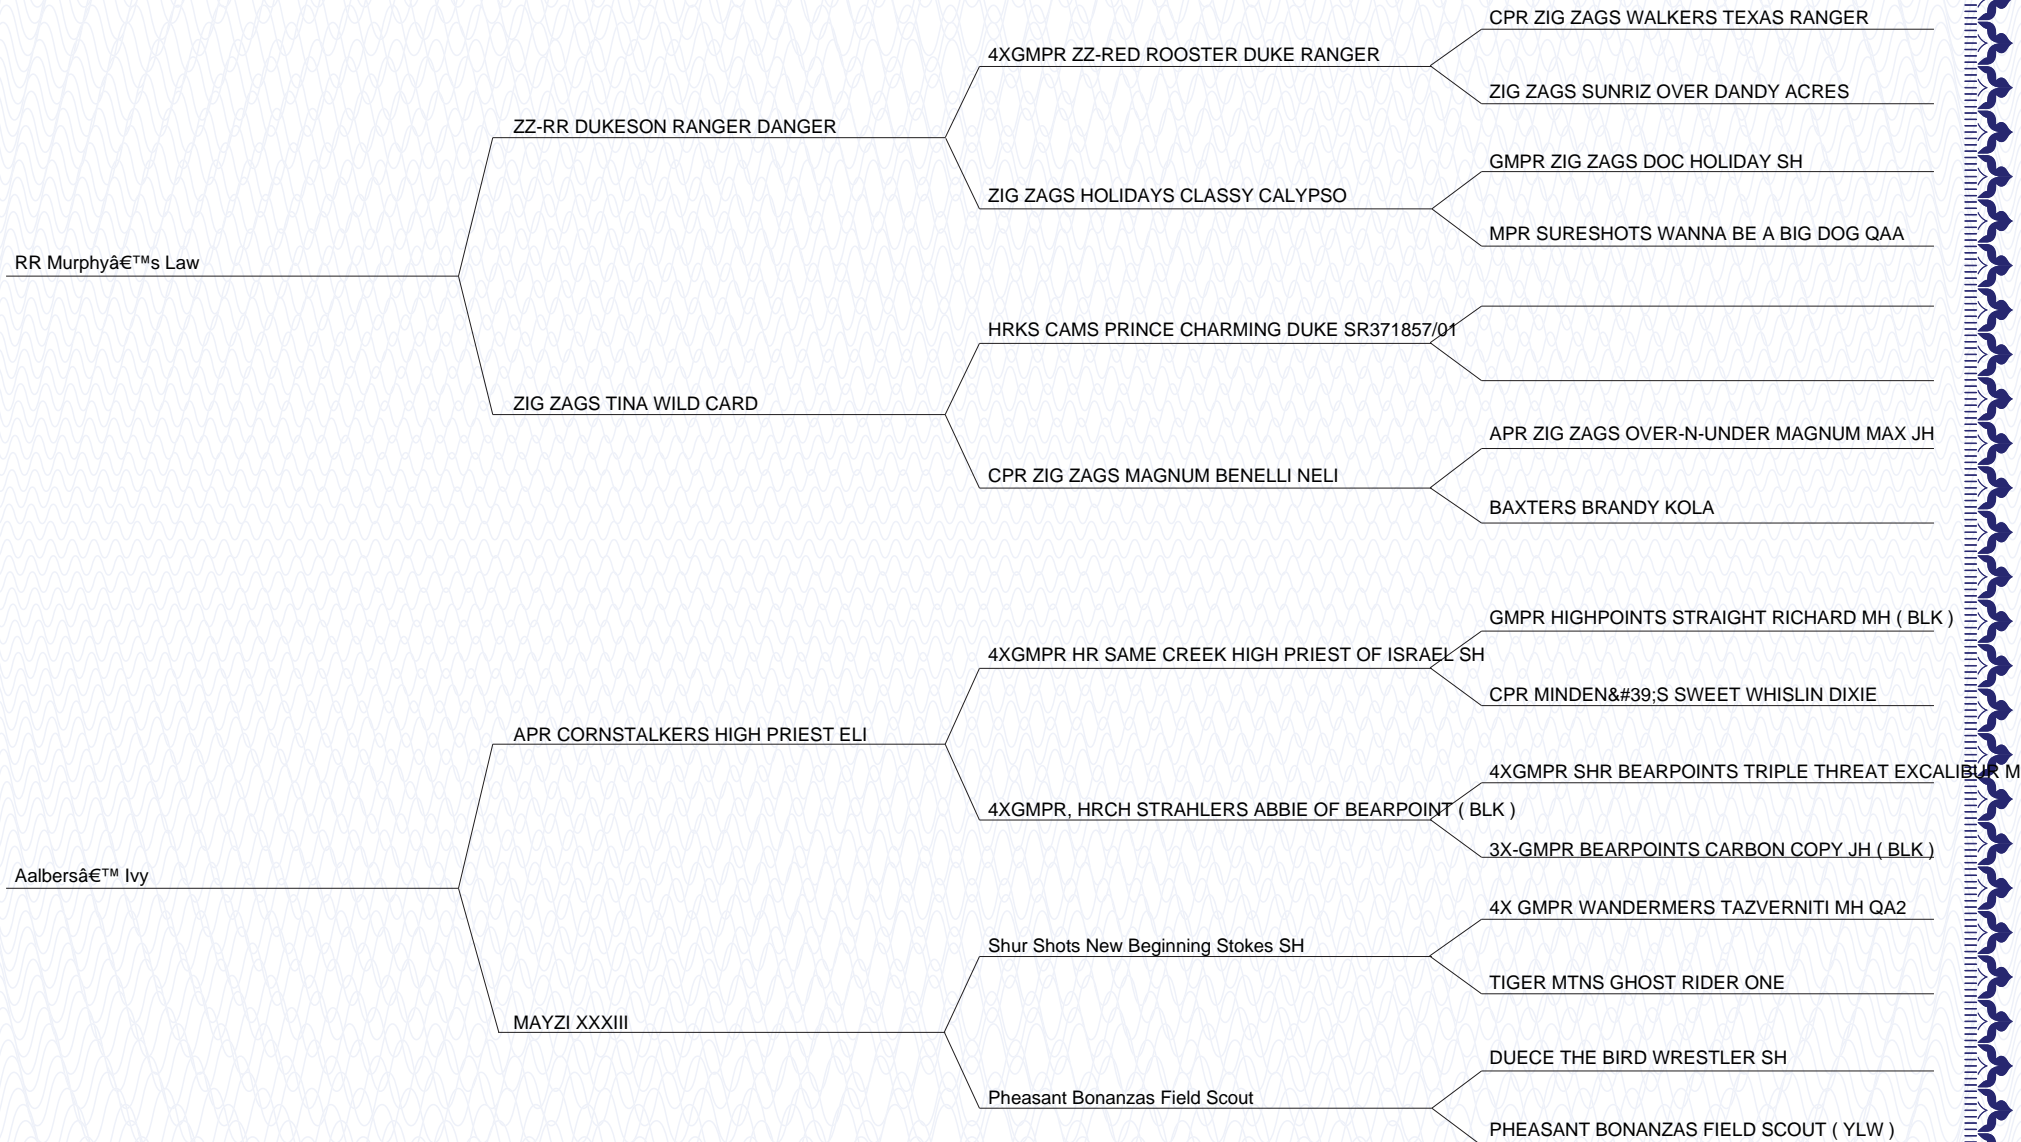 CPR ZIG ZAGS WALKERS TEXAS RANGER
4XGMPR ZZ-RED ROOSTER DUKE RANGER
ZIG ZAGS SUNRIZ OVER DANDY ACRES
ZZ-RR DUKESON RANGER DANGER
GMPR ZIG ZAGS DOC HOLIDAY SH
ZIG ZAGS HOLIDAYS CLASSY CALYPSO
MPR SURESHOTS WANNA BE A BIG DOG QAA
RR Murphyâ€™s Law
HRKS CAMS PRINCE CHARMING DUKE SR371857/01
ZIG ZAGS TINA WILD CARD
APR ZIG ZAGS OVER-N-UNDER MAGNUM MAX JH
CPR ZIG ZAGS MAGNUM BENELLI NELI
BAXTERS BRANDY KOLA
GMPR HIGHPOINTS STRAIGHT RICHARD MH ( BLK )
4XGMPR HR SAME CREEK HIGH PRIEST OF ISRAEL SH
CPR MINDEN&#39;S SWEET WHISLIN DIXIE
APR CORNSTALKERS HIGH PRIEST ELI
4XGMPR SHR BEARPOINTS TRIPLE THREAT EXCALIBUR M
4XGMPR, HRCH STRAHLERS ABBIE OF BEARPOINT ( BLK )
3X-GMPR BEARPOINTS CARBON COPY JH ( BLK )
Aalbersâ€™ Ivy
4X GMPR WANDERMERS TAZVERNITI MH QA2
Shur Shots New Beginning Stokes SH
TIGER MTNS GHOST RIDER ONE
MAYZI XXXIII
DUECE THE BIRD WRESTLER SH
Pheasant Bonanzas Field Scout
PHEASANT BONANZAS FIELD SCOUT ( YLW )